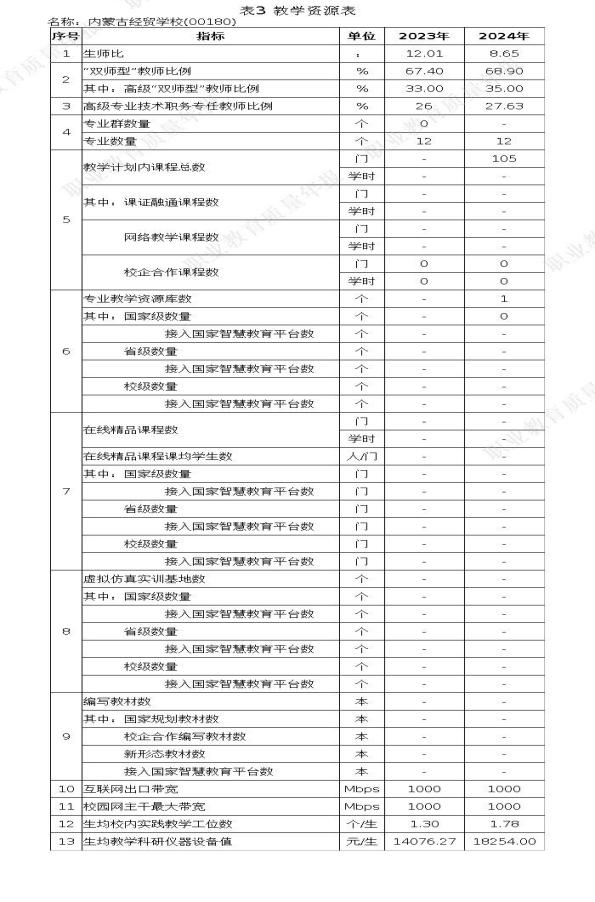 表3 教学资源表
名称：内蒙古经贸学校(00180)
序号 指标 单位 2023年 2024年
1 生师比 : 12.01 8.65
2 “双师型”教师比例 % 67.40 68.90
其中：高级“双师型”教师比例 % 33.00 35.00
3 高级专业技术职务专任教师比例 % 26 27.63
4 专业群数量 个 0 -
专业数量 个 12 12
5 教学计划内课程总数 门 - 105
学时 - -
其中：课证融通课程数 门 - -
学时 - -
网络教学课程数 门 - -
学时 - -
校企合作课程数 门 0 0
学时 0 0
6 专业教学资源库数 个 - 1
其中：国家级数量 个 - 0
接入国家智慧教育平台数 个 - -
省级数量 个 - -
接入国家智慧教育平台数 个 - -
校级数量 个 - -
接入国家智慧教育平台数 个 - -
7 在线精品课程数 门 - -
学时 - -
在线精品课程课均学生数 人/门 - -
其中：国家级数量 门 - -
接入国家智慧教育平台数 门 - -
省级数量 门 - -
接入国家智慧教育平台数 门 - -
校级数量 门 - -
接入国家智慧教育平台数 门 - -
8 虚拟仿真实训基地数 个 - -
其中：国家级数量 个 - -
接入国家智慧教育平台数 个 - -
省级数量 个 - -
接入国家智慧教育平台数 个 - -
校级数量 个 - -
接入国家智慧教育平台数 个 - -
9 编写教材数 本 - -
其中：国家规划教材数 本 - -
校企合作编写教材数 本 - -
新形态教材数 本 - -
接入国家智慧教育平台数 本 - -
10 互联网出口带宽 Mbps 1000 1000
11 校园网主干最大带宽 Mbps 1000 1000
12 生均校内实践教学工位数 个/生 1.30 1.78
13 生均教学科研仪器设备值 元/生 14076.27 18254.00
职业教育质量年报